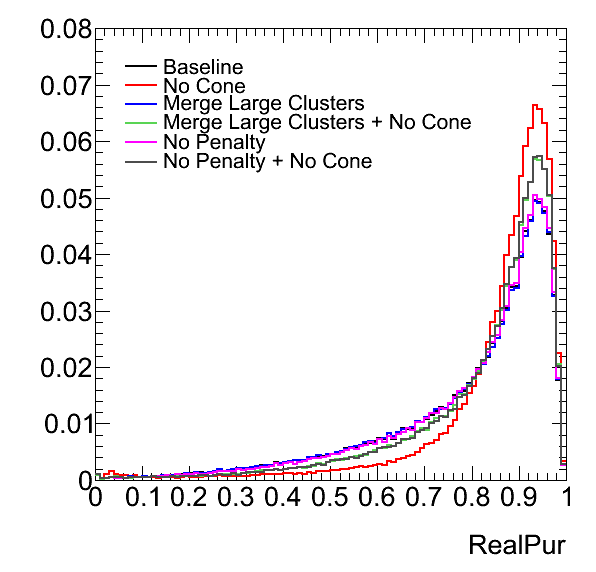 0.08
0.07
0.06
0.05
0.04
0.03
0.02
0.01
0
Baseline
No Cone
Merge Large Clusters
Merge Large Clusters + No Cone
No Penalty
No Penalty + No Cone
0 0.1 0.2 0.3 0.4 0.5 0.6 0.7 0.8 0.9 1
RealPur